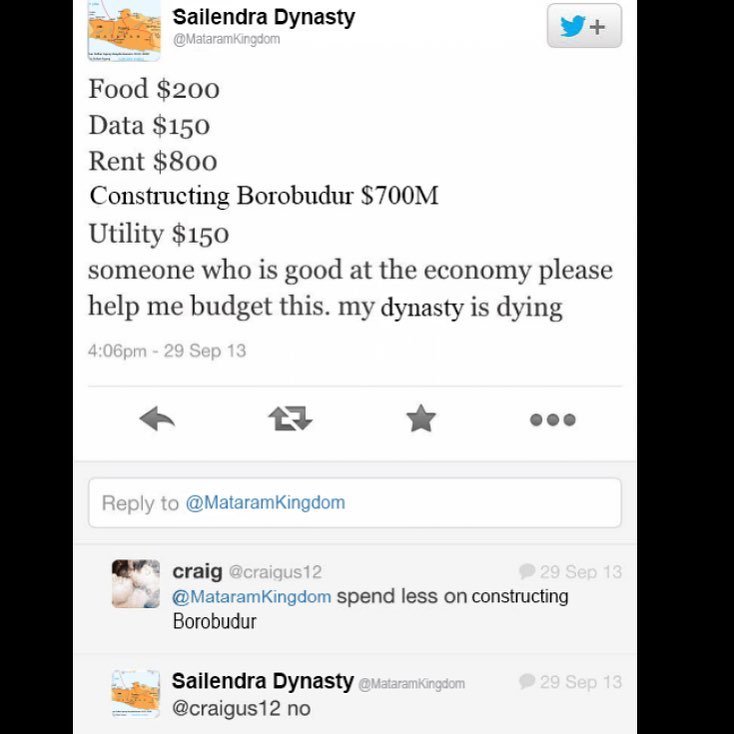 Sailendra Dynasty
@MataramKingdom
Food $200
Data $150
Rent $800
Constructing Borobudur $700M
Utility $150
someone who is good at the economy please
help me budget this. my dynasty is dying
4:06pm - 29 Sep 13
Reply to @MataramKingdom
craig @craigus12 29 Sep 13
@MataramKingdom spend less on constructing
Borobudur
Sailendra Dynasty @MataramKingdom 29 Sep 13
@craigus12 no